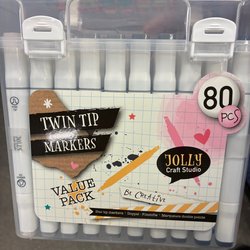 80
PCS
TWIN TIP
MARKERS
JOLLY
Craft Studio
VALUE
PACK
Be Creative